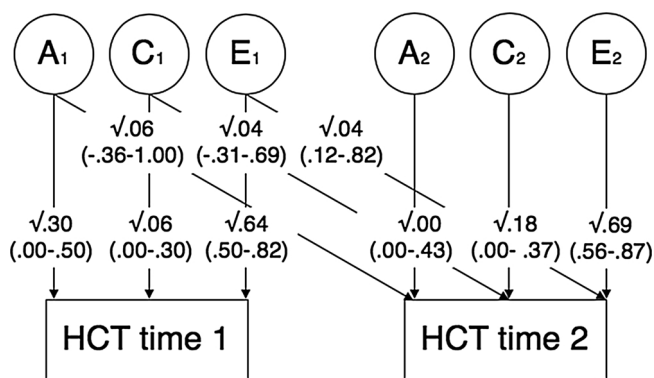 A1 C1 E1 A2 C2 E2
√.06 √.04 √.04
(-.36-1.00) (-.31-.69) (.12-.82)
√.30 √.06 √.64 √.00 √.18 √.69
(.00-.50) (.00-.30) (.50-.82) (.00-.43) (.00- .37) (.56-.87)
HCT time 1 HCT time 2